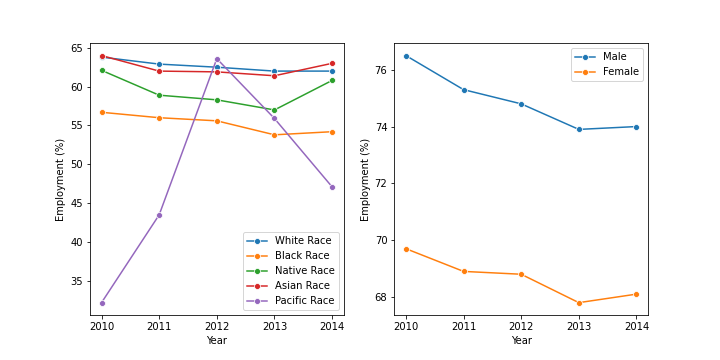 65
60
55
50
45
40
35
Employment (%)
2010 2011 2012 2013 2014
Year
White Race
Black Race
Native Race
Asian Race
Pacific Race
76
74
72
70
68
Employment (%)
2010 2011 2012 2013 2014
Year
Male
Female